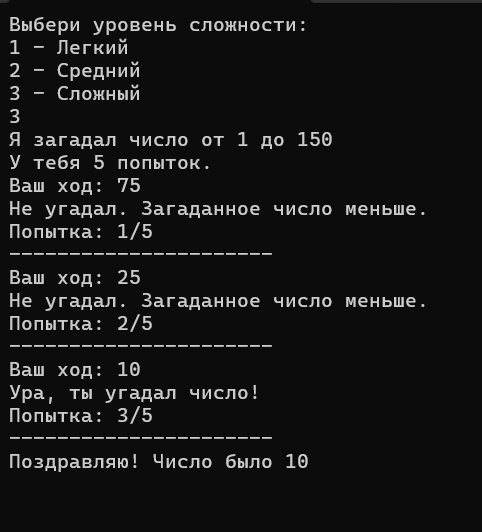 Выбери уровень сложности:
1 - Легкий
2 - Средний
3 - Сложный
3
Я загадал число от 1 до 150
У тебя 5 попыток.
Ваш ход: 75
Не угадал. Загаданное число меньше.
Попытка: 1/5
----------------------
Ваш ход: 25
Не угадал. Загаданное число меньше.
Попытка: 2/5
----------------------
Ваш ход: 10
Ура, ты угадал число!
Попытка: 3/5
----------------------
Поздравляю! Число было 10